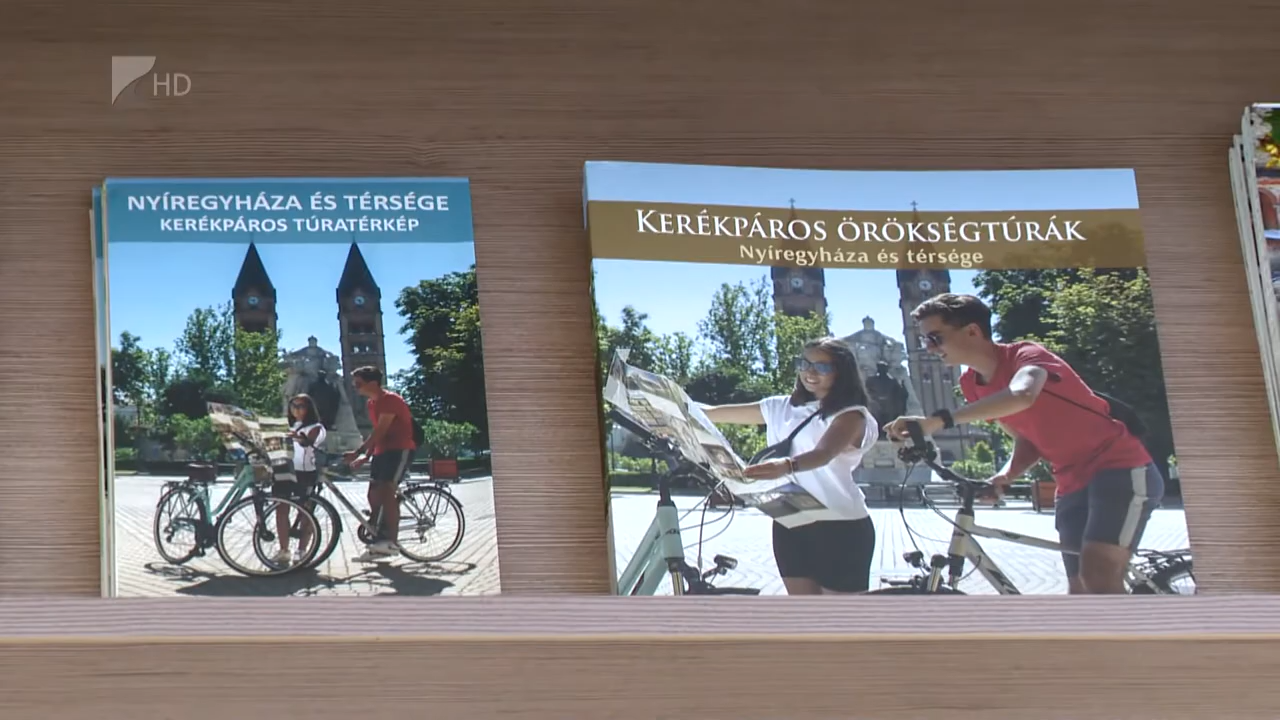 HD
NYÍREGYHÁZA ÉS TÉRSÉGE
KERÉKPÁROS TÚRATÉRKÉP
KERÉKPÁROS ÖRÖKSÉGTÚRÁK
Nyíregyháza és térsége